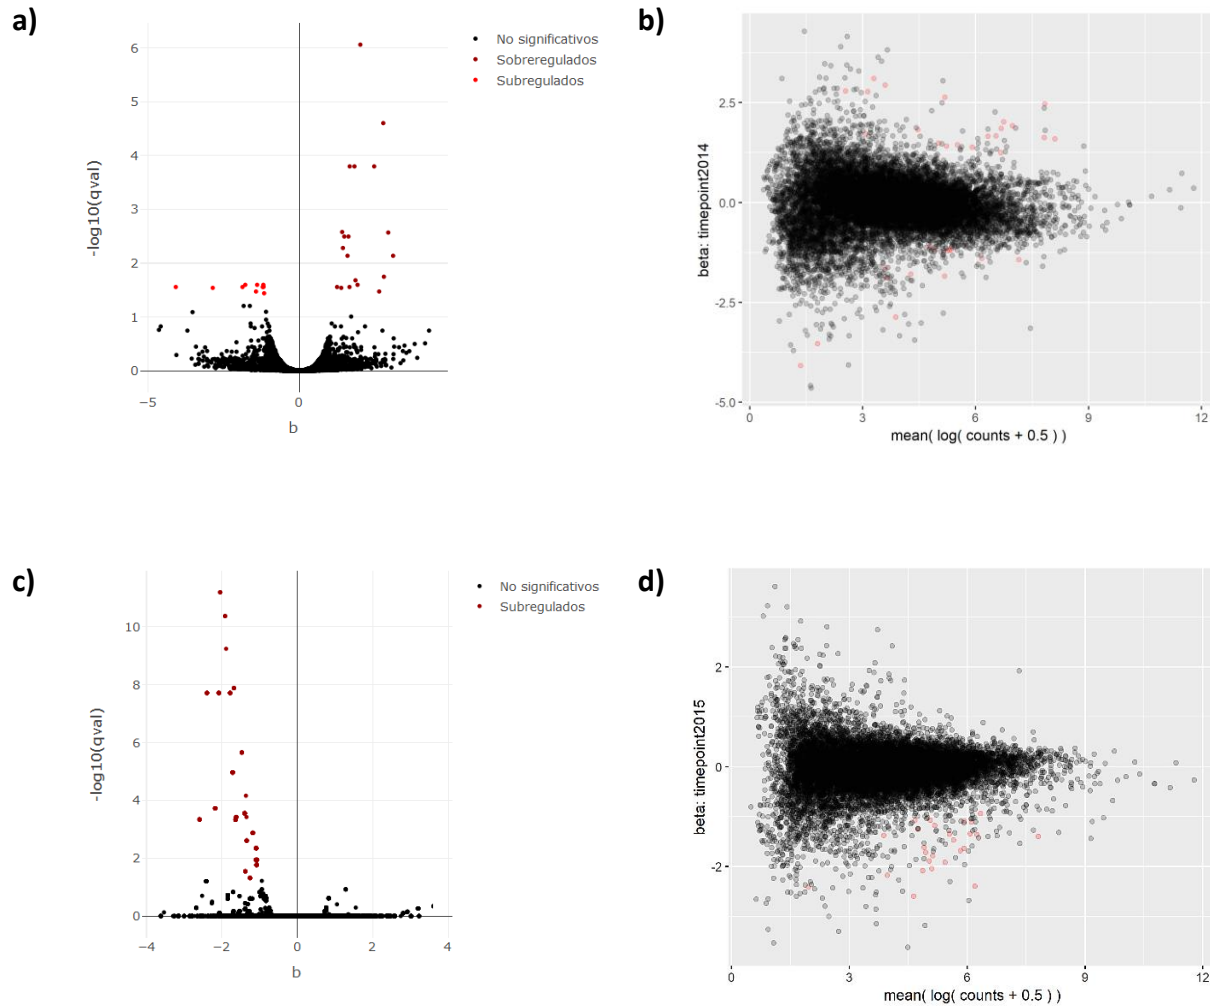 a)
6
5
4
3
2
1
0
−5
0
-log10(qval)
b
No significativos
Sobreregulados
Subregulados
b)
2.5
0.0
-2.5
-5.0
0
3
6
9
12
beta: timepoint2014
mean( log( counts + 0.5 ) )
c)
10
8
6
4
2
0
−4
−2
0
2
4
-log10(qval)
b
No significativos
Subregulados
d)
2
0
-2
0
3
6
9
12
beta: timepoint2015
mean( log( counts + 0.5 ) )